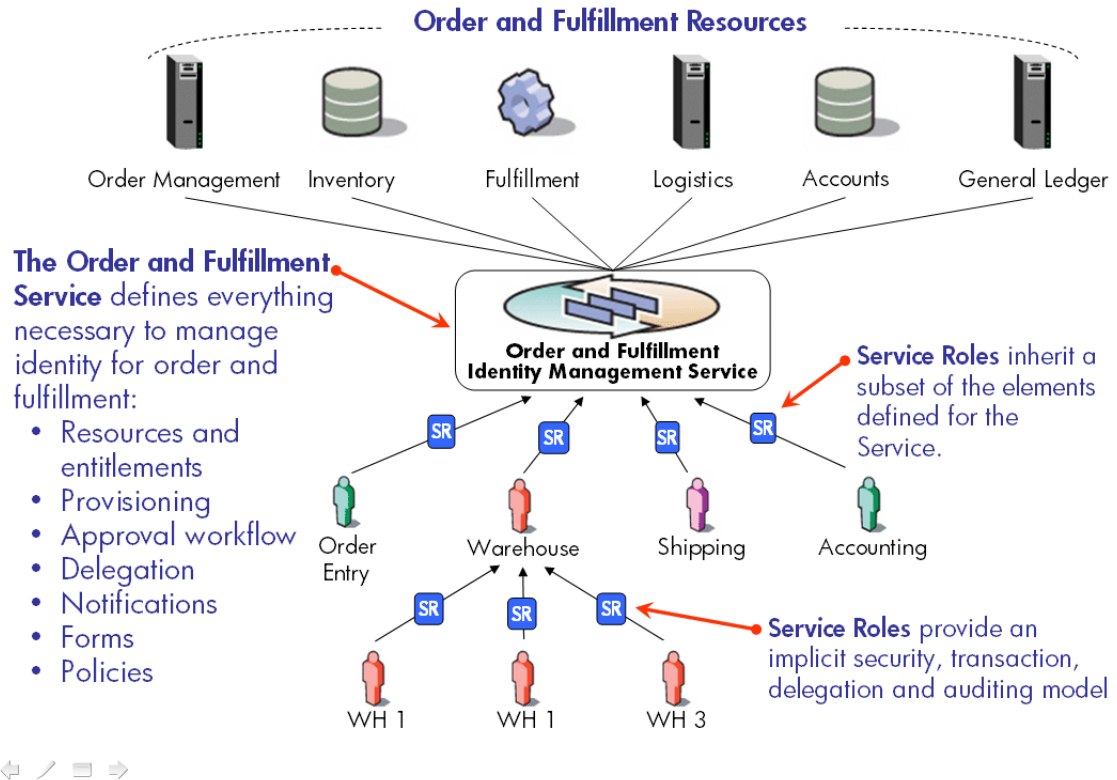 Order and Fulfillment Resources
Order Management
Inventory
Fulfillment
Logistics
Accounts
General Ledger
The Order and Fulfillment
Service defines everything
necessary to manage
identity for order and
fulfillment:
• Resources and
entitlements
• Provisioning
• Approval workflow
• Delegation
• Notifications
• Forms
• Policies
Order and Fulfillment
Identity Management Service
Service Roles inherit a
subset of the elements
defined for the
Service.
SR
SR
SR
SR
Order
Entry
Warehouse
Shipping
Accounting
SR
SR
SR
Service Roles provide an
implicit security, transaction,
delegation and auditing model
WH 1
WH 1
WH 3